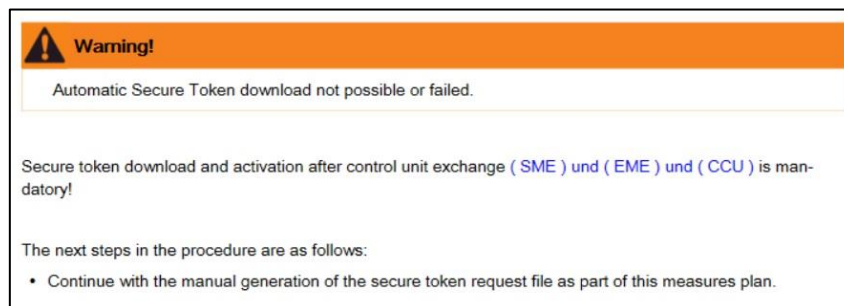 Warning!
Automatic Secure Token download not possible or failed.
Secure token download and activation after control unit exchange ( SME ) und ( EME ) und ( CCU ) is man-
datory!
The next steps in the procedure are as follows:
• Continue with the manual generation of the secure token request file as part of this measures plan.